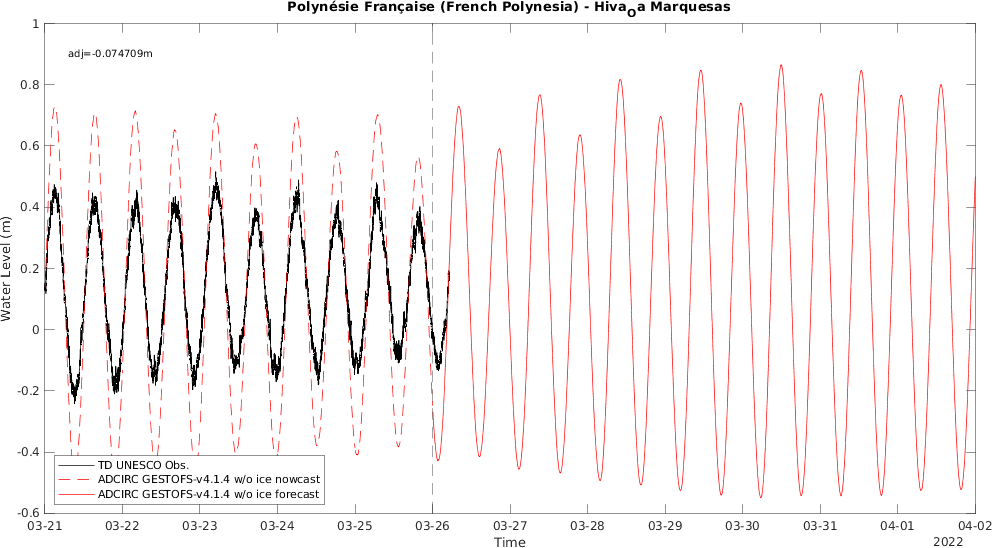 Polynésie Française (French Polynesia) - Hiva_Oa Marquesas
adj=-0.074709m
1
0.8
0.6
0.4
0.2
0
-0.2
-0.4
-0.6
Water Level (m)
TD UNESCO Obs.
ADCIRC GESTOFS-v4.1.4 w/o ice nowcast
ADCIRC GESTOFS-v4.1.4 w/o ice forecast
03-21 03-22 03-23 03-24 03-25 03-26 03-27 03-28 03-29 03-30 03-31 04-01 04-02
Time
2022